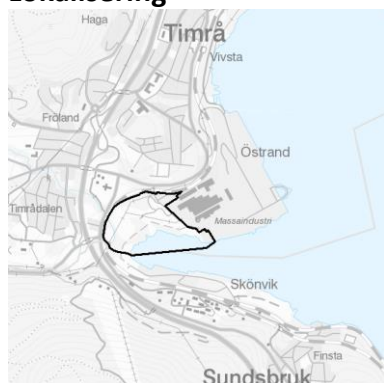 Lokalisering
Haga
Timrå
Vivsta
Fröland
Östrand
Timrådalen
Massaindustri
Skönvik
Sundsbruk
Finsta